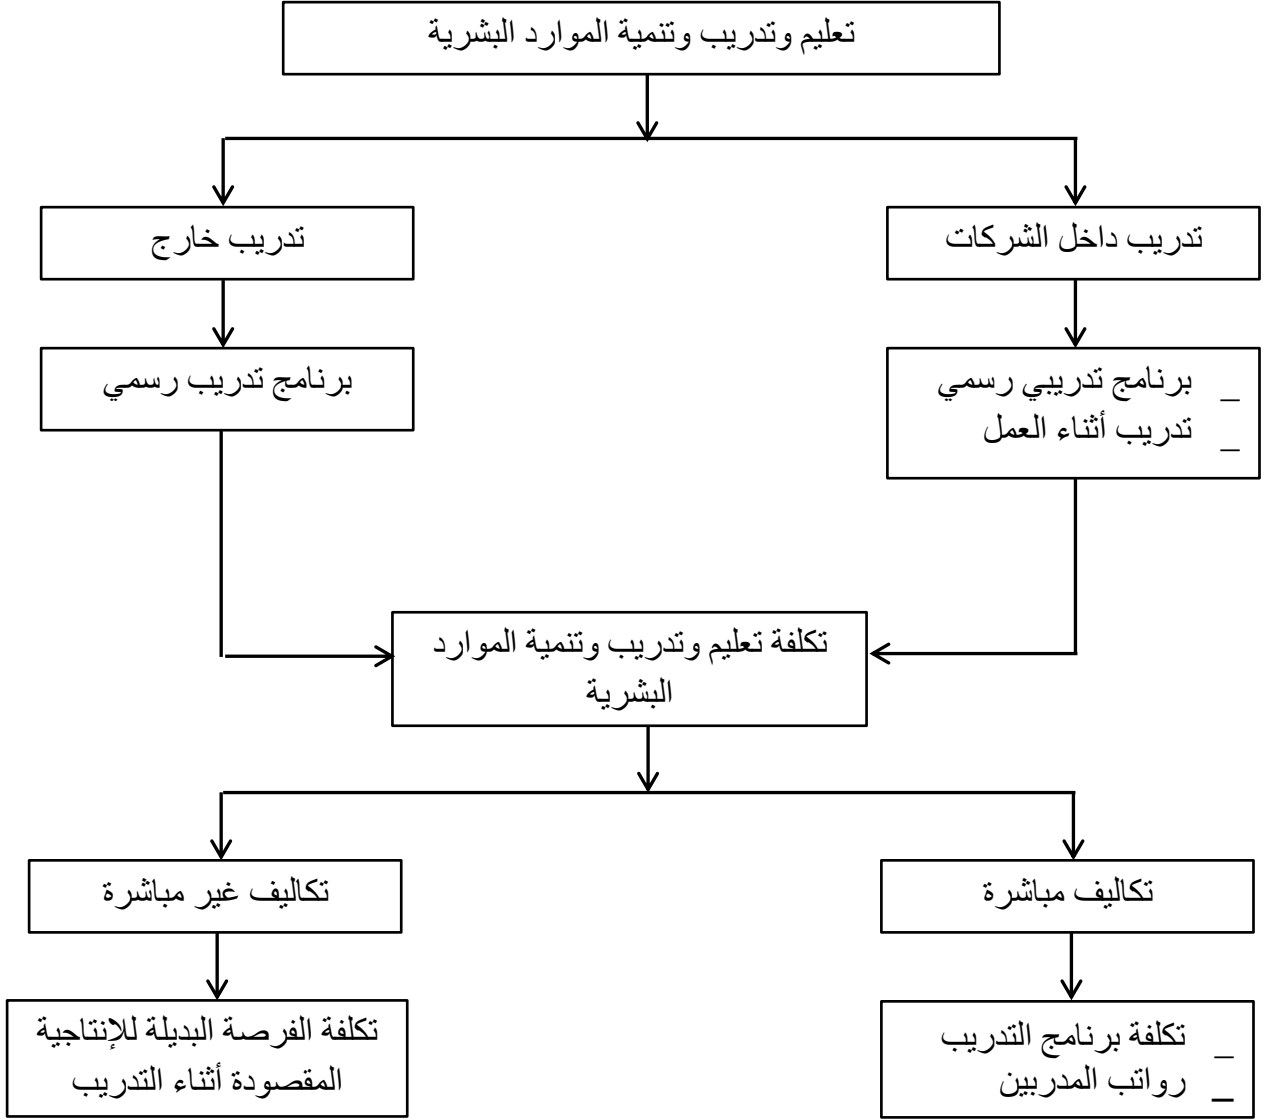 تعليم وتدريب وتنمية الموارد البشرية
تدريب داخل الشركات
تدريب خارج
_ برنامج تدريبي رسمي
_ تدريب أثناء العمل
برنامج تدريب رسمي
تكلفة تعليم وتدريب وتنمية الموارد
البشرية
تكاليف مباشرة
تكاليف غير مباشرة
_ تكلفة برنامج التدريب
_ رواتب المدربين
تكلفة الفرصة البديلة للإنتاجية
المقصودة أثناء التدريب